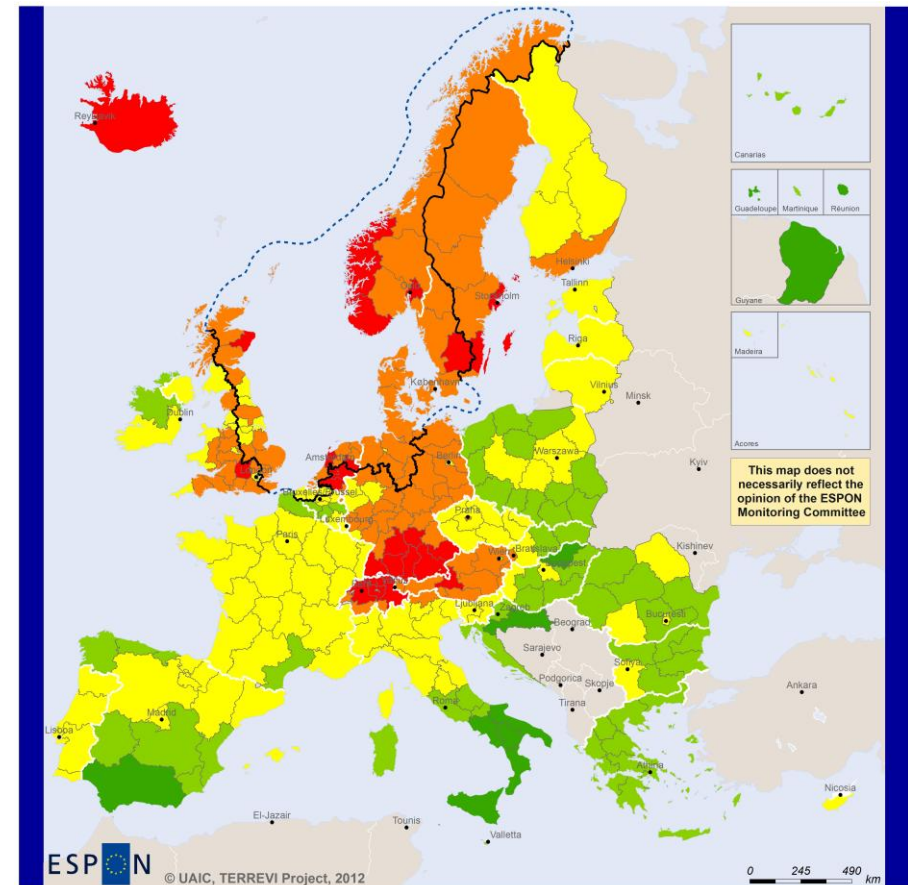 Reykjavik
Canarias
Guadeloupe
Martinique
Réunion
Guyane
Madeira
Acores
This map does not
necessarily reflect the
opinion of the ESPON
Monitoring Committee
Helsinki
Tallinn
Oslo
Stockholm
Riga
København
Vilnius
Minsk
Dublin
Amsterdam
Berlin
Warszawa
London
Kyiv
Luxembourg
Praha
Paris
Bratislava
Kishinev
Ljubljana
Zagreb
Beograd
Bucuresti
Sarajevo
Sofiya
Podgorica
Skopje
Roma
Tirana
Ankara
Madrid
Lisboa
Athina
Nicosia
El-Jazair
Tounis
Valletta
ESPON
© UAIC, TERREVI Project, 2012
0 245 490
km